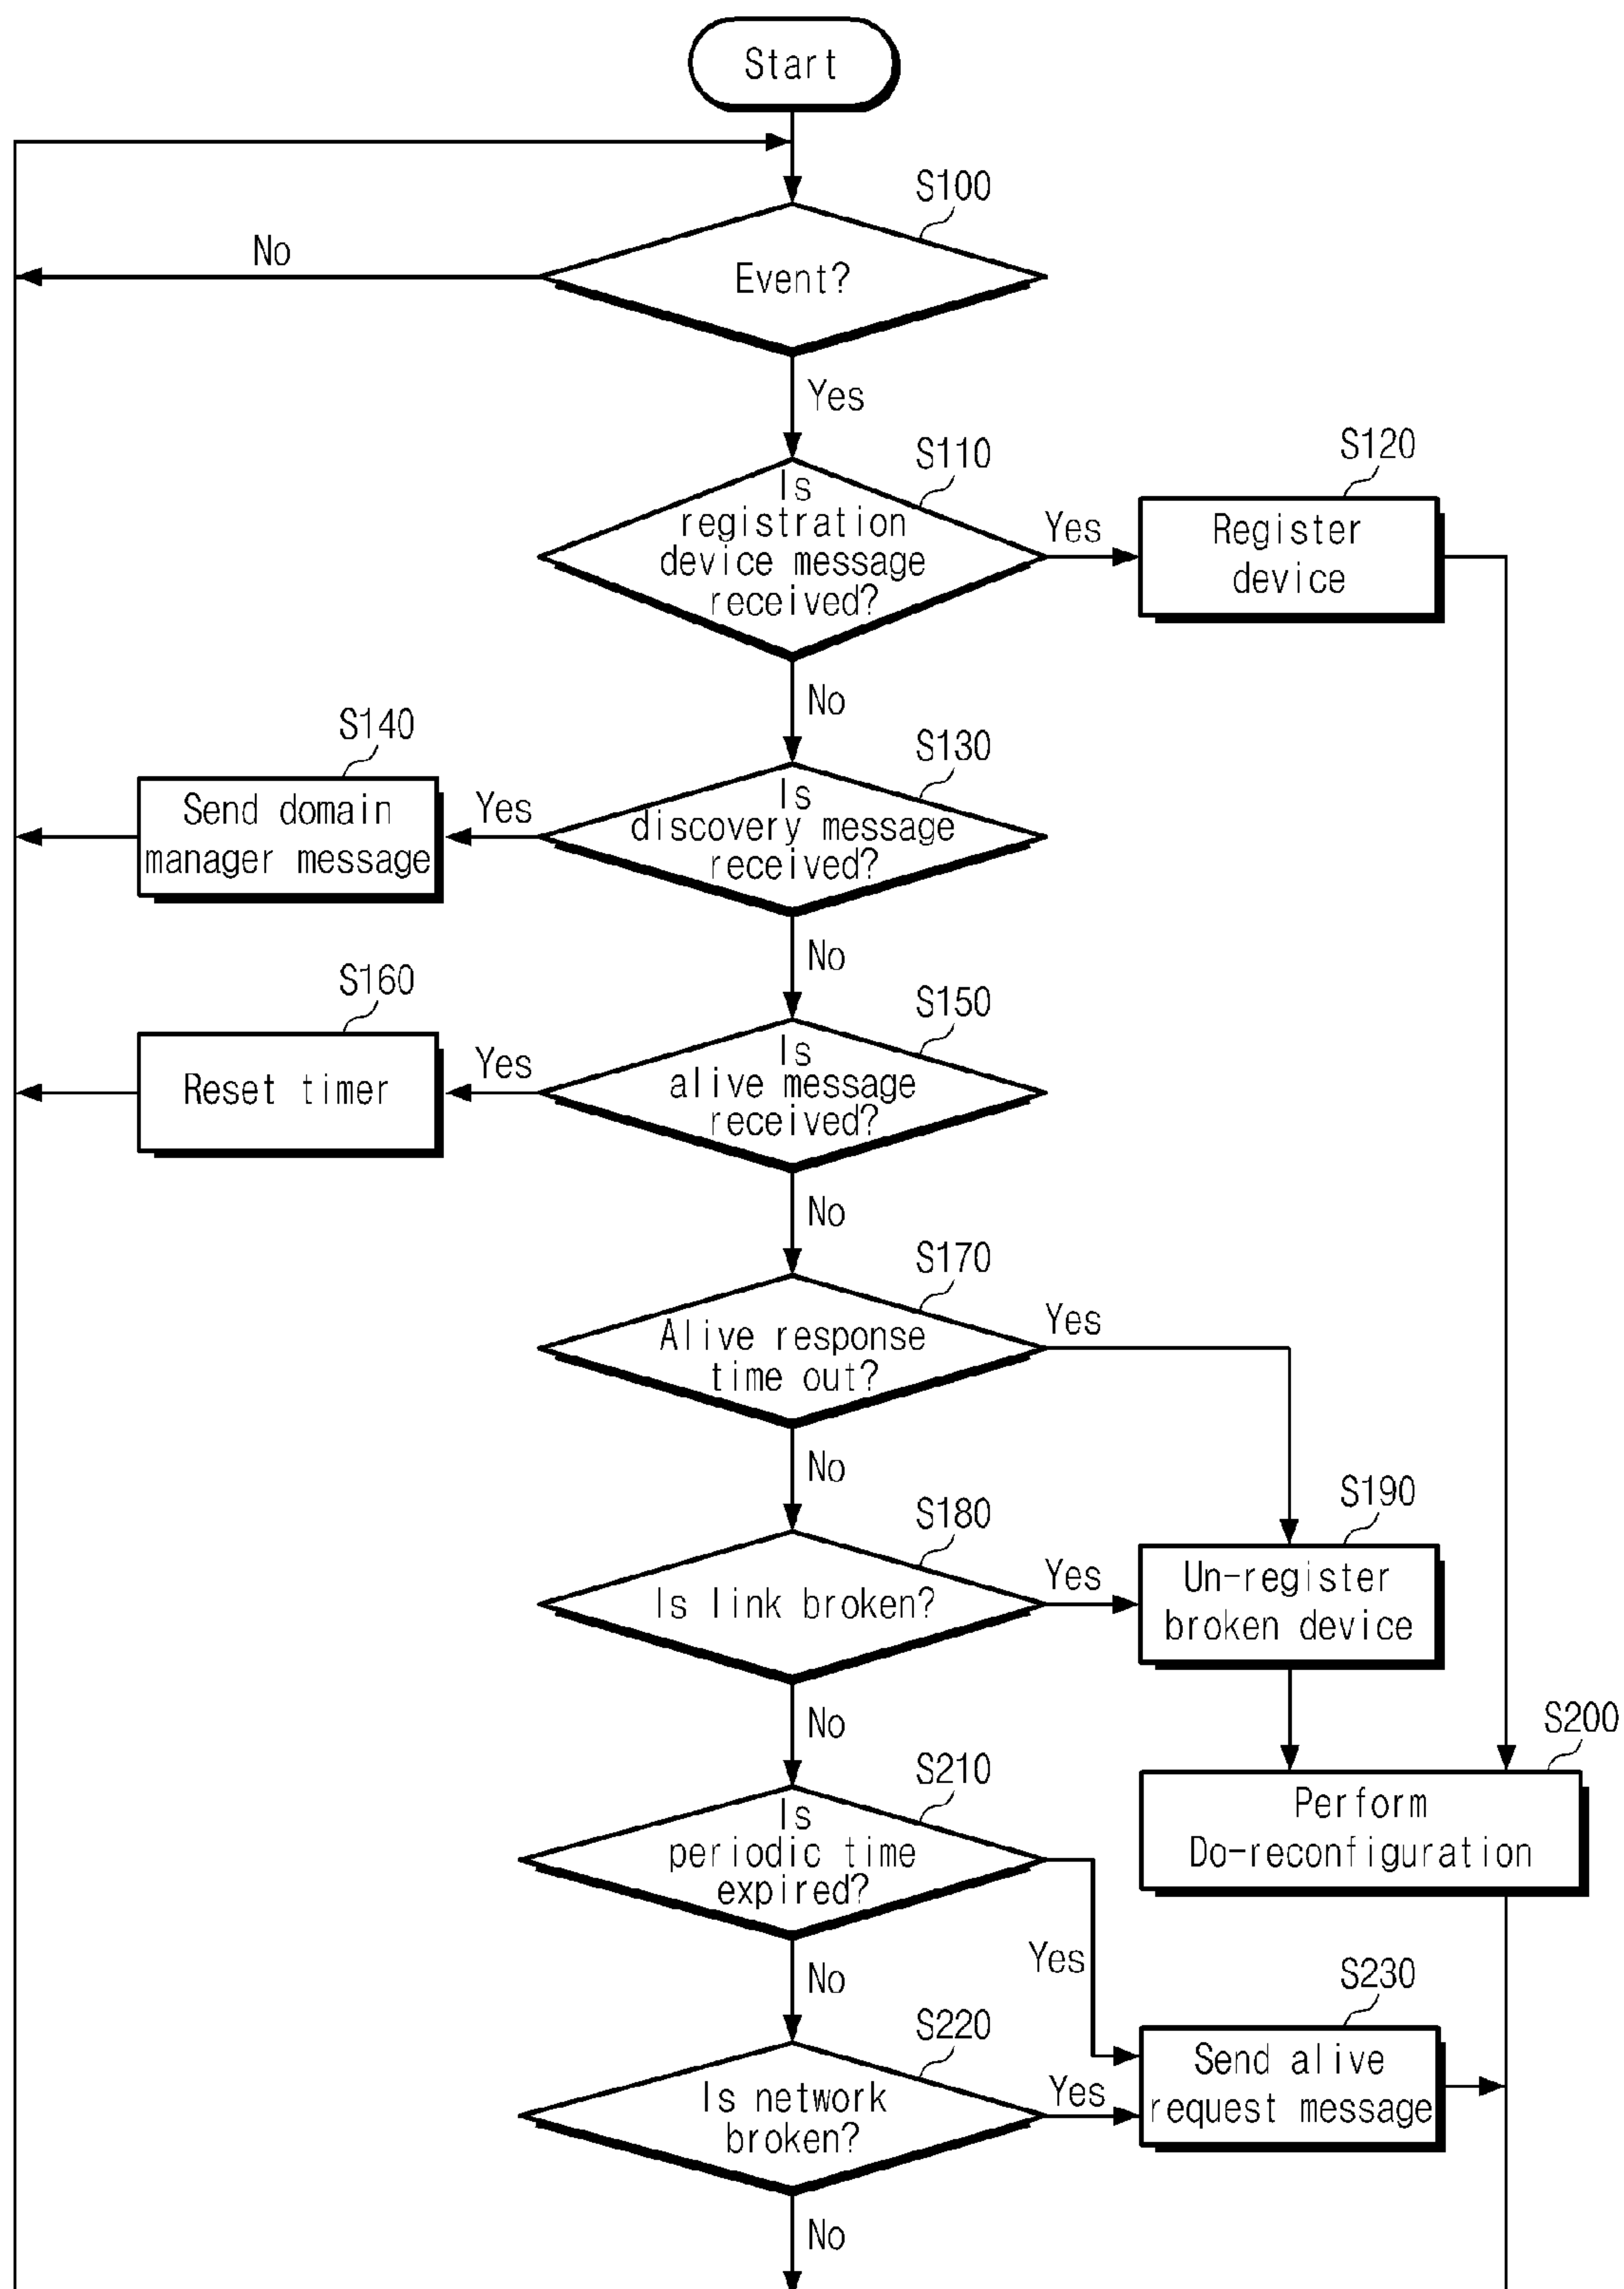 Start
S100
No
Event?
Yes
S110
S120
Is
registration
device message
received?
Yes
Register
device
No
S140
S130
Send domain
manager message
Yes
Is
discovery message
received?
No
S160
S150
Reset timer
Yes
Is
alive message
received?
No
S170
Alive response
time out?
Yes
No
S180
S190
Is link broken?
Yes
Un-register
broken device
No
S200
S210
Is
periodic time
expired?
Perform
Do-reconfiguration
Yes
No
S230
S220
Is network
broken?
Yes
Send alive
request message
No